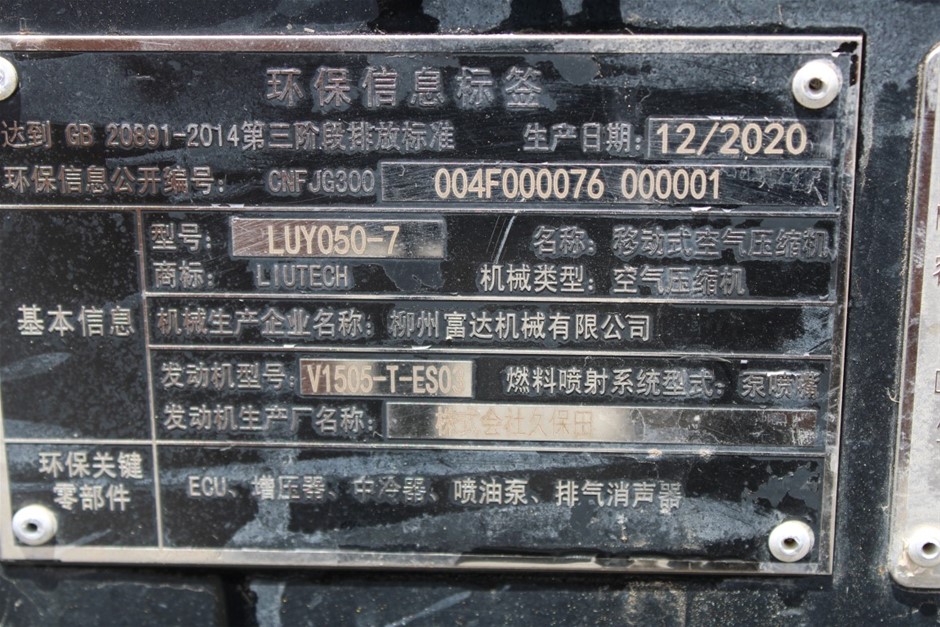 环保信息标签
达到 GB 20891-2014第三阶段排放标准 生产日期: 12/2020
环保信息公开编号: CNFJG300 004F000076 000001
基本信息
型号: LUY050-7 名称: 移动式空气压缩机
商标: LIUTECH 机械类型: 空气压缩机
机械生产企业名称: 柳州富达机械有限公司
发动机型号: V1505-T-ES03 燃料喷射系统型式: 泵喷嘴
发动机生产厂名称: 株式会社久保田
环保关键
零部件
ECU、增压器、中冷器、喷油泵、排气消声器